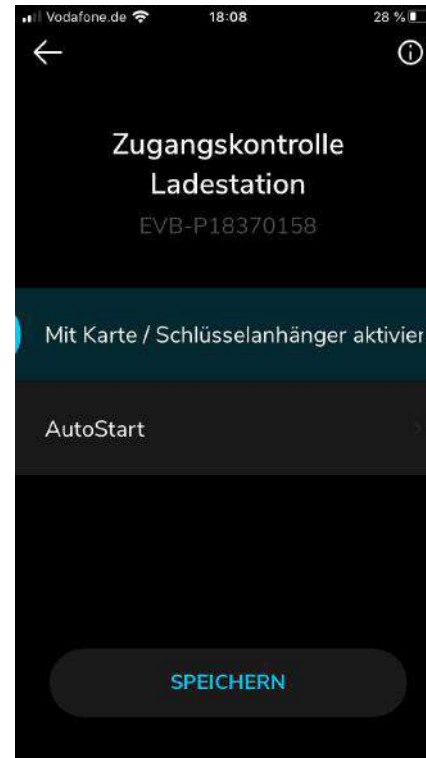 Vodafone.de 18:08 28 %
Zugangskontrolle
Ladestation
EVB-P18370158
Mit Karte / Schlüsselanhänger aktivier
AutoStart
SPEICHERN